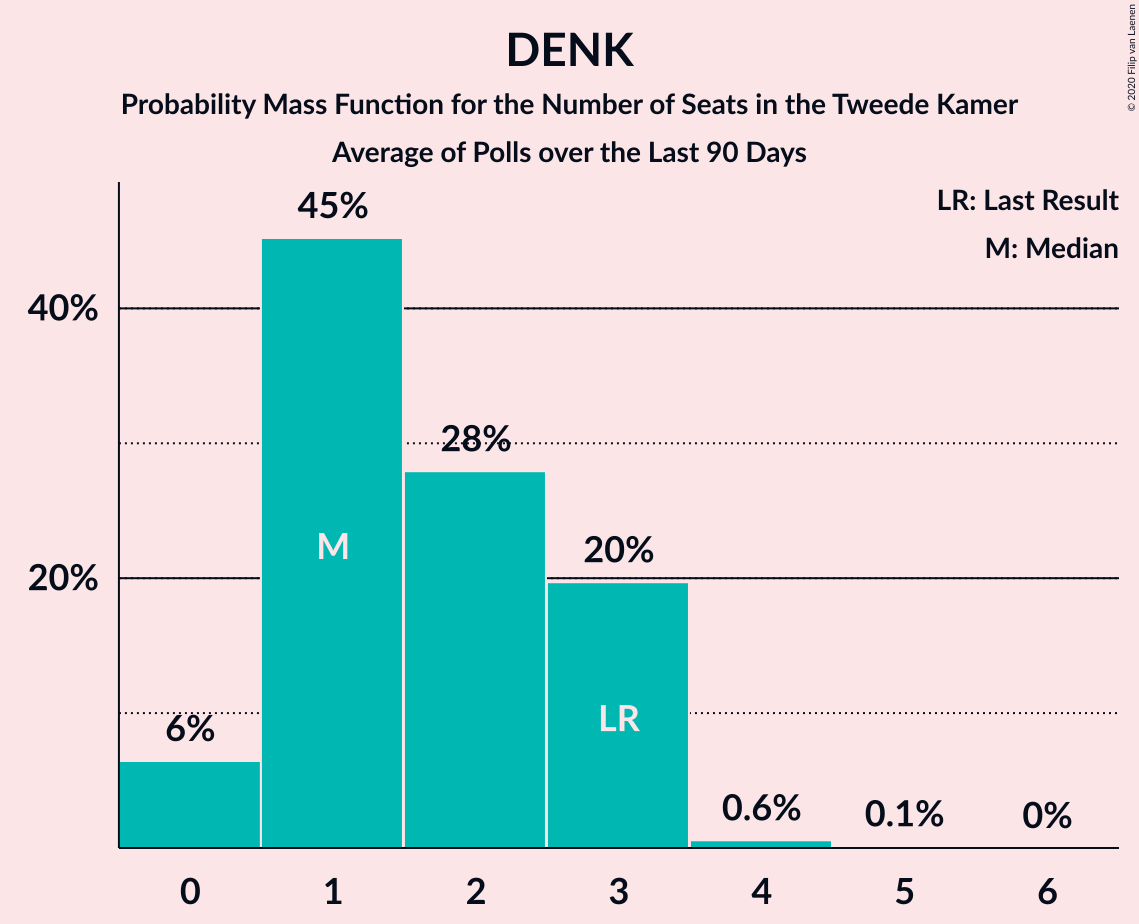 DENK
Probability Mass Function for the Number of Seats in the Tweede Kamer
Average of Polls over the Last 90 Days
© 2020 Filip van Laenen
LR: Last Result
M: Median
45%
40%
28%
M
20%
20%
LR
6%
0.6%
0.1%
0%
0 1 2 3 4 5 6